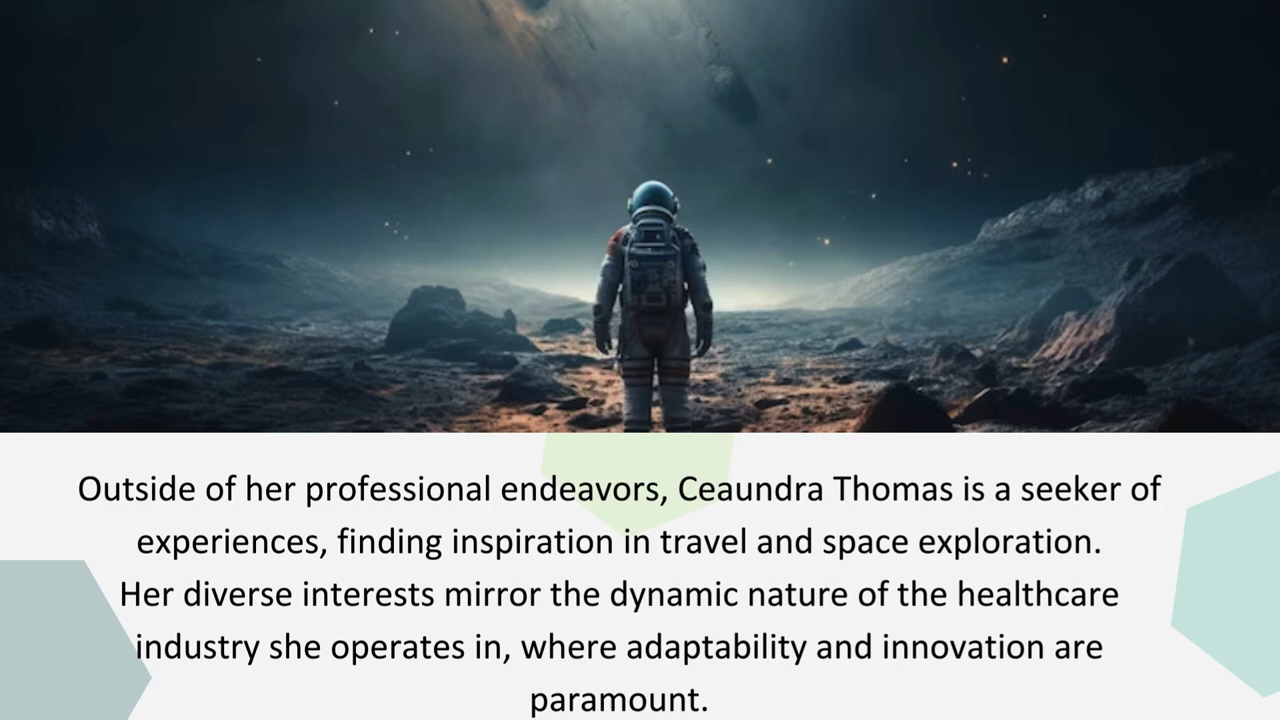 Outside of her professional endeavors, Ceaundra Thomas is a seeker of
experiences, finding inspiration in travel and space exploration.
Her diverse interests mirror the dynamic nature of the healthcare
industry she operates in, where adaptability and innovation are
paramount.